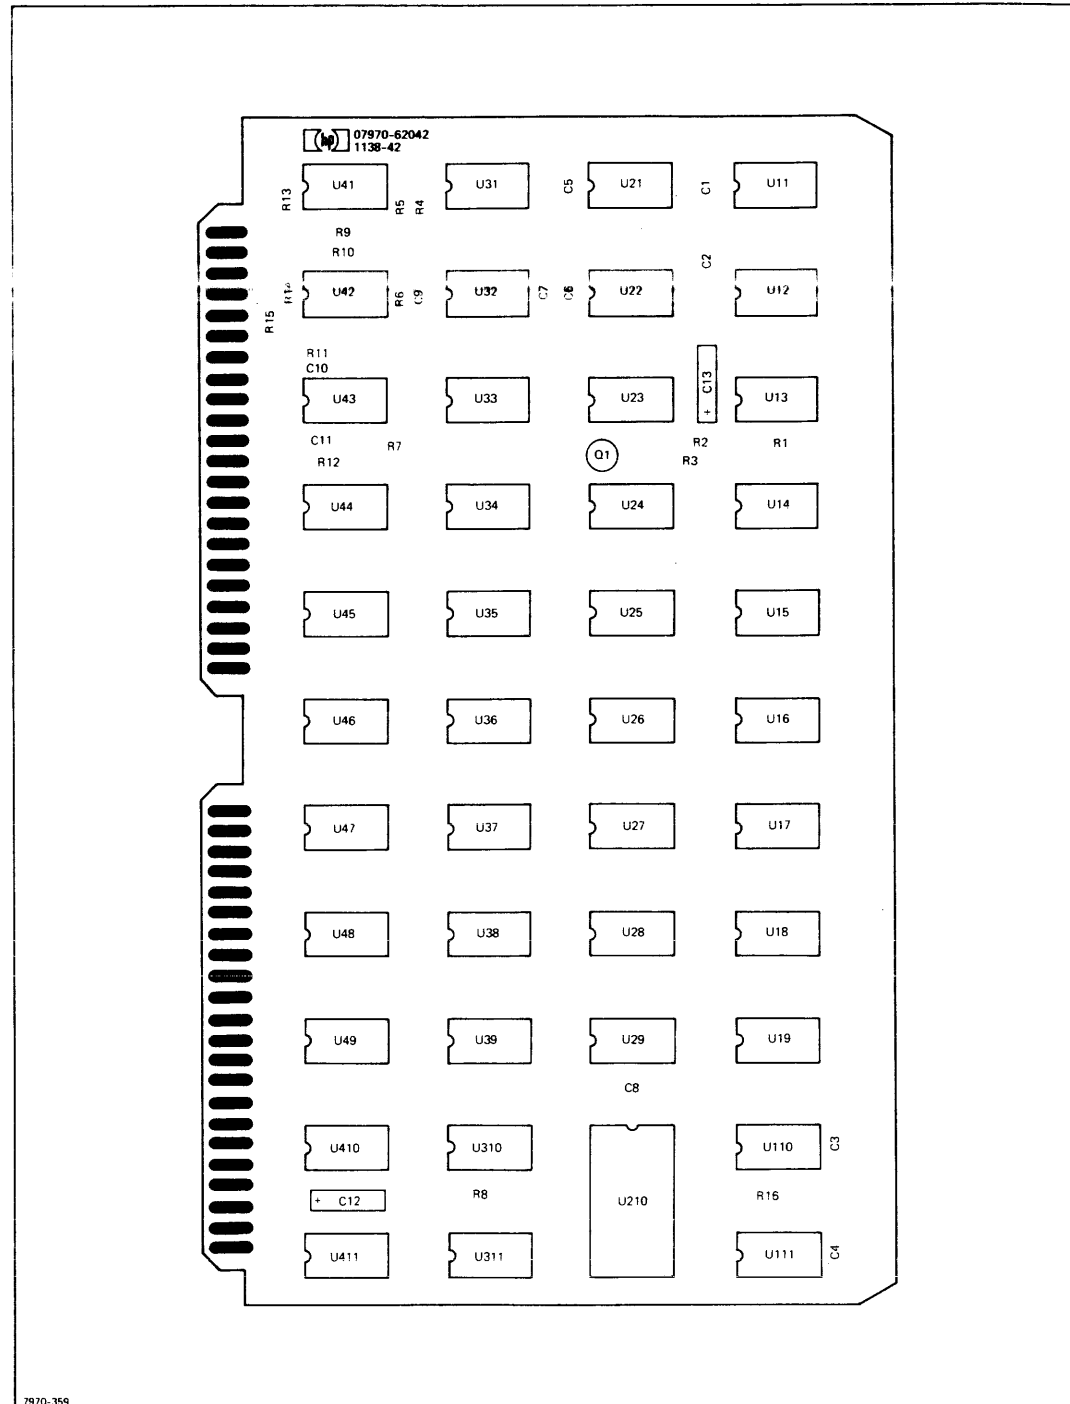 hp 07970-62042
1138-42
R13 U41 R5 R4 U31 C5 U21 C1 U11
R9
R10 C2
R14 U42 R6 C9 U32 C7 C6 U22 U12
R15
R11
C10
U43 U33 U23 + C13 U13
C11 R7 Q1 R2 R1
R12 R3
U44 U34 U24 U14
U45 U35 U25 U15
U46 U36 U26 U16
U47 U37 U27 U17
U48 U38 U28 U18
U49 U39 U29 U19
C8
U410 U310 U110 C3
+ C12 R8 U210 R16
U411 U311 U111 C4
7970-359